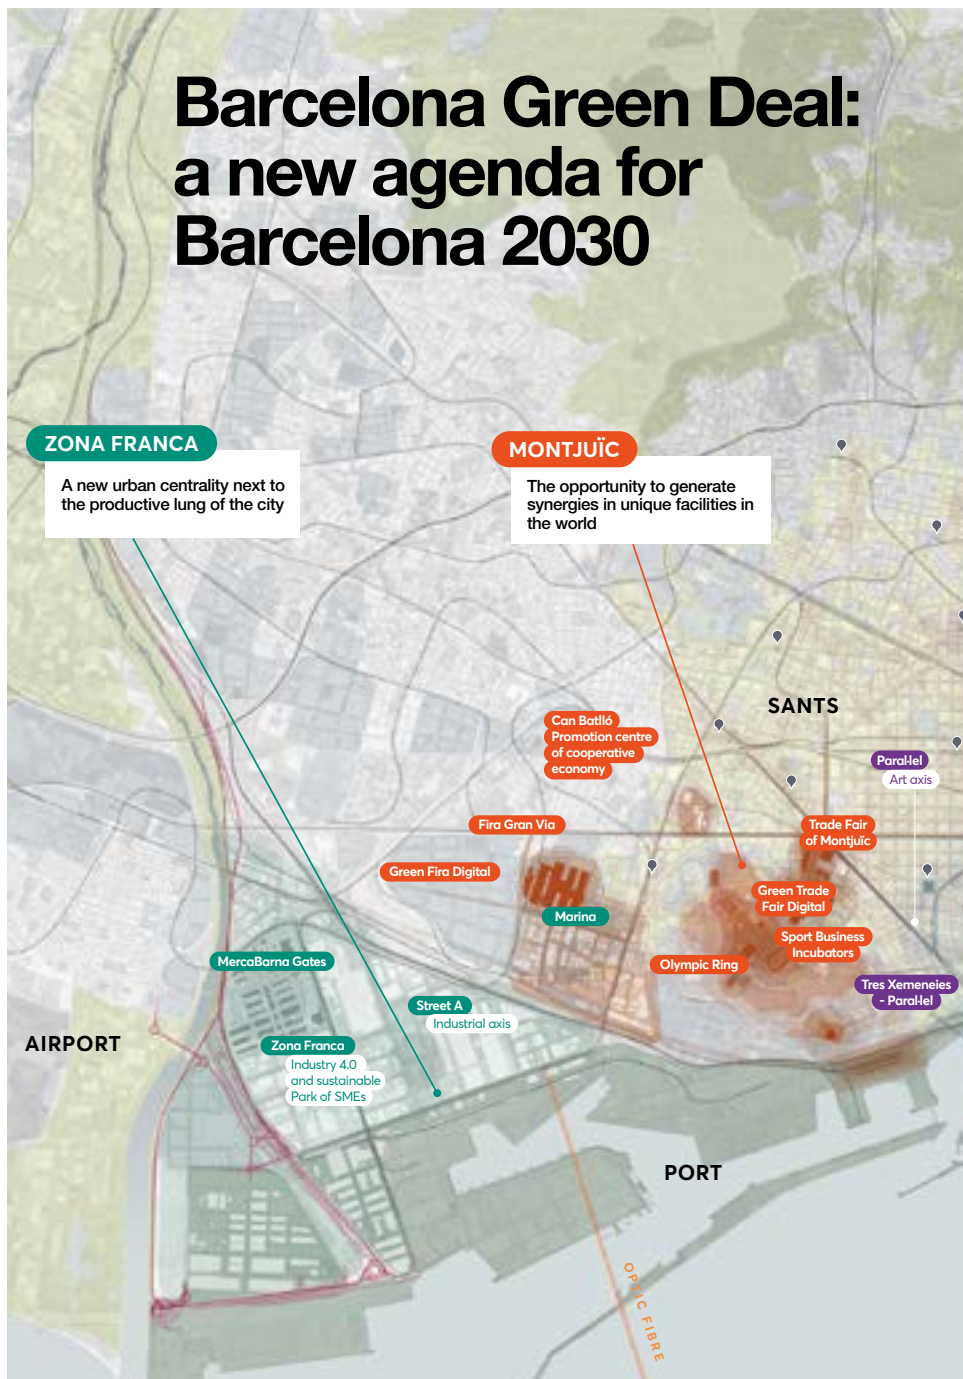 Barcelona Green Deal:
a new agenda for
Barcelona 2030
ZONA FRANCA
A new urban centrality next to
the productive lung of the city
MONTJUÏC
The opportunity to generate
synergies in unique facilities in
the world
SANTS
Can Batlló
Promotion centre
of cooperative
economy
Paral·lel
Art axis
Fira Gran Via
Trade Fair
of Montjuïc
Green Fira Digital
Green Trade
Fair Digital
Marina
Sport Business
Incubators
MercaBarna Gates
Olympic Ring
Tres Xemeneies
- Paral·lel
Street A
Industrial axis
AIRPORT
Zona Franca
Industry 4.0
and sustainable
Park of SMEs
PORT
OPTIC FIBRE